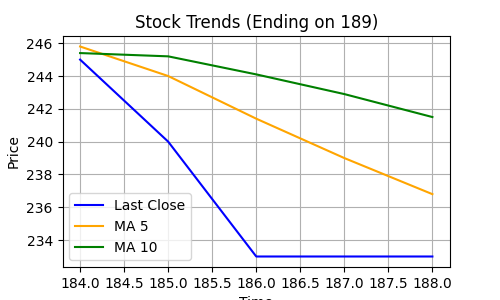 Stock Trends (Ending on 189)
Price
246
244
242
240
238
236
234
Last Close
MA 5
MA 10
184.0 184.5 185.0 185.5 186.0 186.5 187.0 187.5 188.0
Time